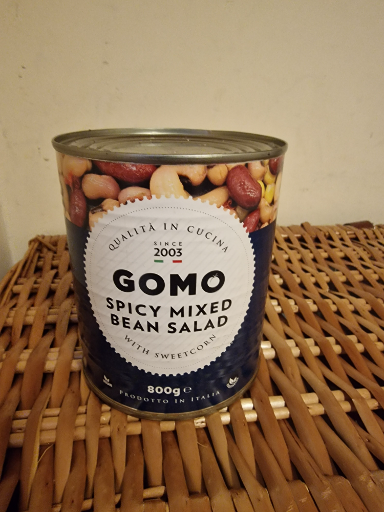 QUALITÀ IN CUCINA
SINCE
2003
GOMO
SPICY MIXED
BEAN SALAD
WITH SWEETCORN
800g e
PRODOTTO IN ITALIA